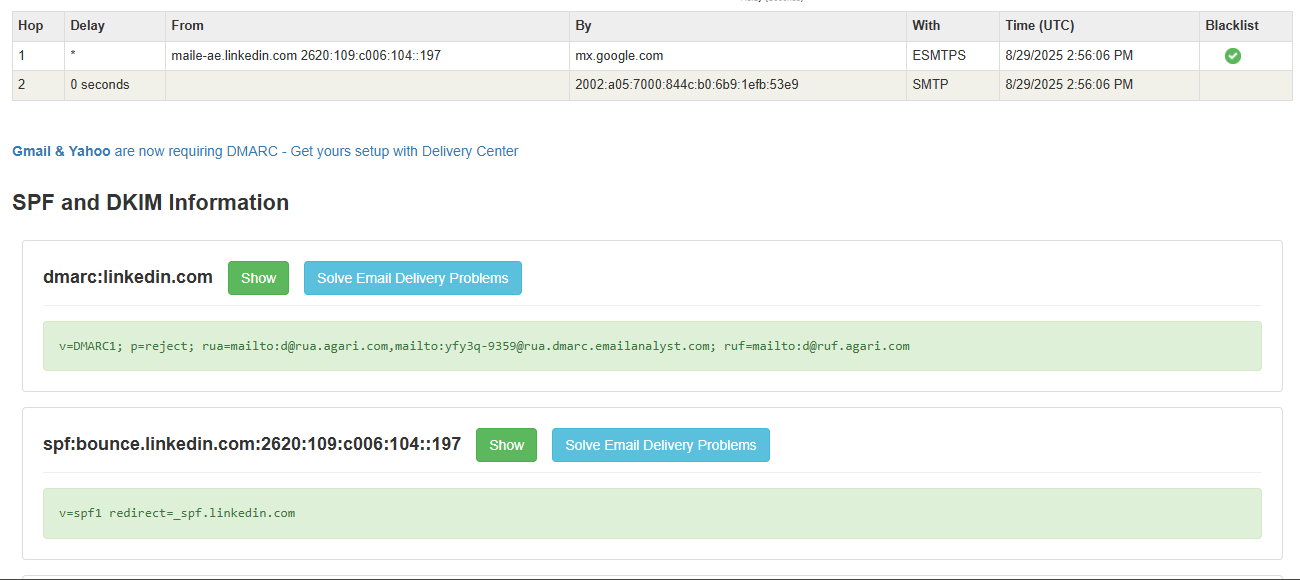 Hop Delay From By With Time (UTC) Blacklist
1 * maile-ae.linkedin.com 2620:109:c006:104::197 mx.google.com ESMTPS 8/29/2025 2:56:06 PM
2 0 seconds 2002:a05:7000:844c:b0:6b9:1efb:53e9 SMTP 8/29/2025 2:56:06 PM
Gmail & Yahoo are now requiring DMARC - Get yours setup with Delivery Center
SPF and DKIM Information
dmarc:linkedin.com Show Solve Email Delivery Problems
v=DMARC1; p=reject; rua=mailto:d@rua.agari.com,mailto:yfy3q-9359@rua.dmarc.emailanalyst.com; ruf=mailto:d@ruf.agari.com
spf:bounce.linkedin.com:2620:109:c006:104::197 Show Solve Email Delivery Problems
v=spf1 redirect=_spf.linkedin.com